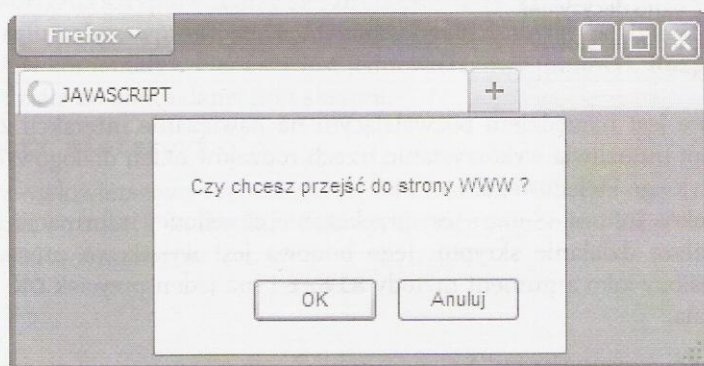 Firefox
JAVASCRIPT
+
Czy chcesz przejść do strony WWW ?
OK
Anuluj